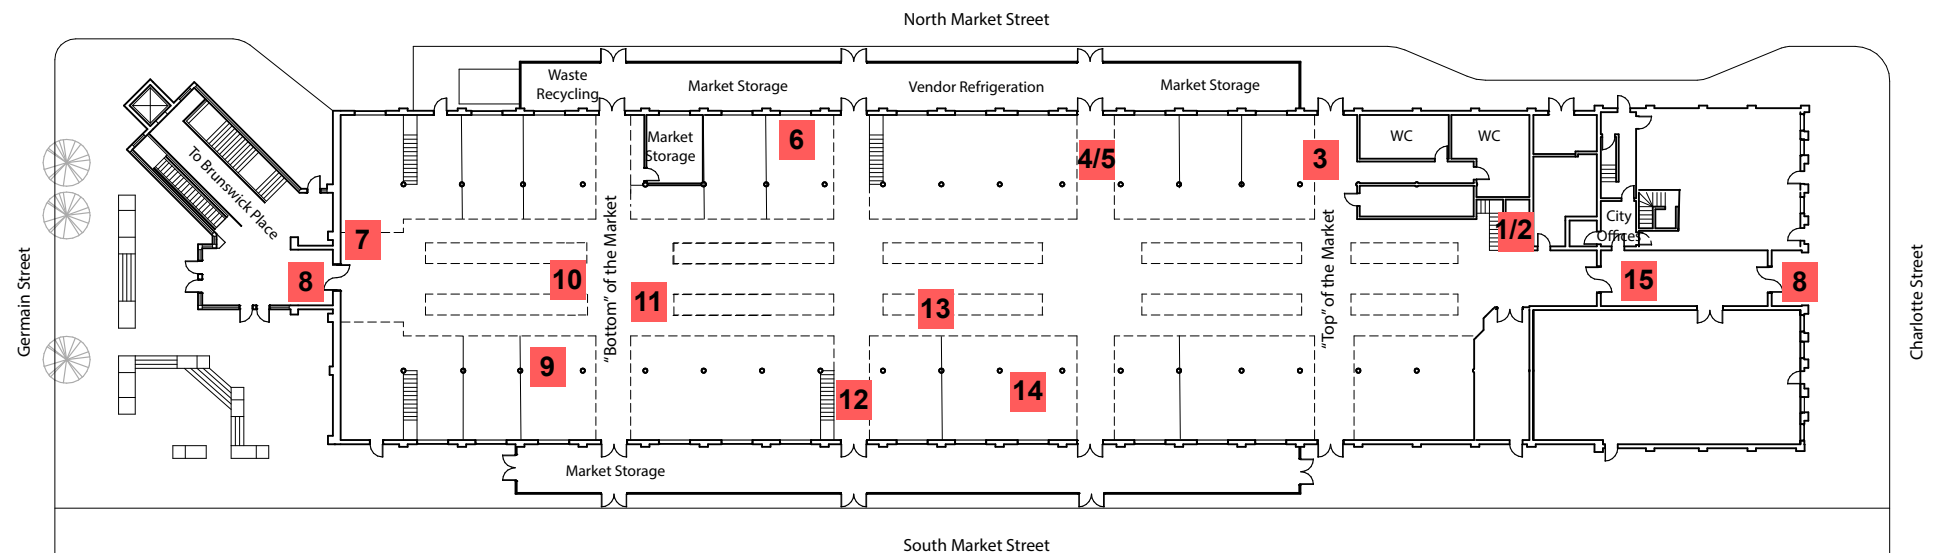 North Market Street
Waste
Recycling
Market Storage
Vendor Refrigeration
Market Storage
Market
Storage
6
4/5
3
WC
WC
To Brunswick Place
7
8
Germain Street
10
"Bottom" of the Market
11
13
"Top" of the Market
1/2
City
Offices
15
8
Charlotte Street
9
12
14
Market Storage
South Market Street